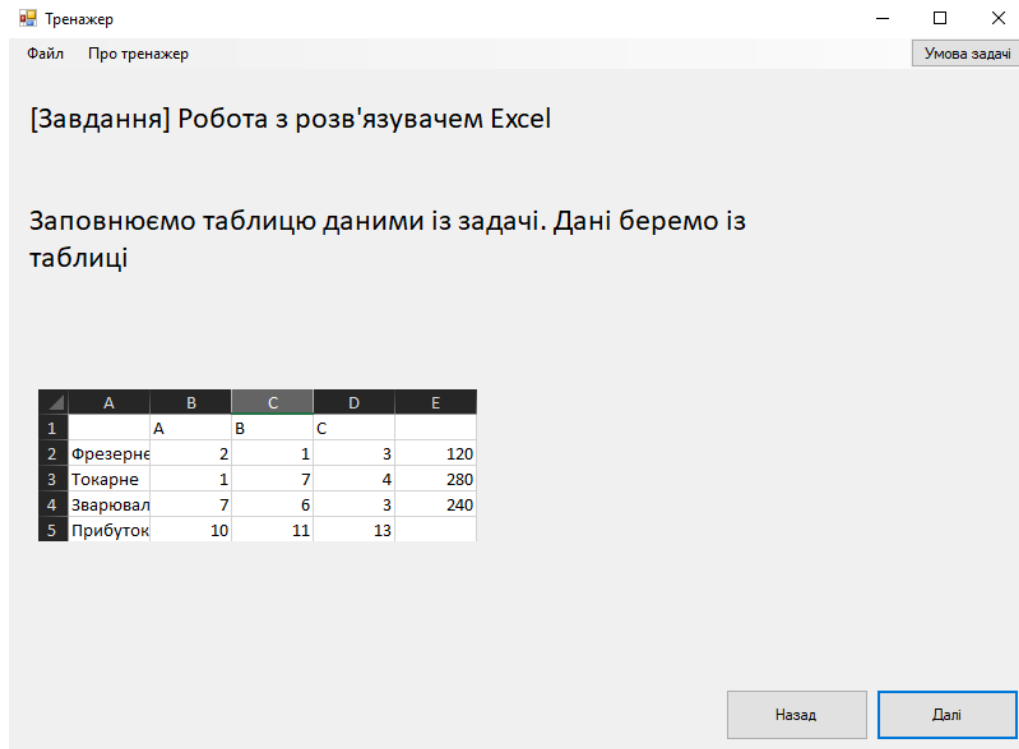 Тренажер
Файл Про тренажер Умова задачі
[Завдання] Робота з розв'язувачем Excel
Заповнюємо таблицю даними із задачі. Дані беремо із
таблиці
A B C D E
1 A B C
2 Фрезерне 2 1 3 120
3 Токарне 1 7 4 280
4 Зварювал 7 6 3 240
5 Прибуток 10 11 13
Назад Далі